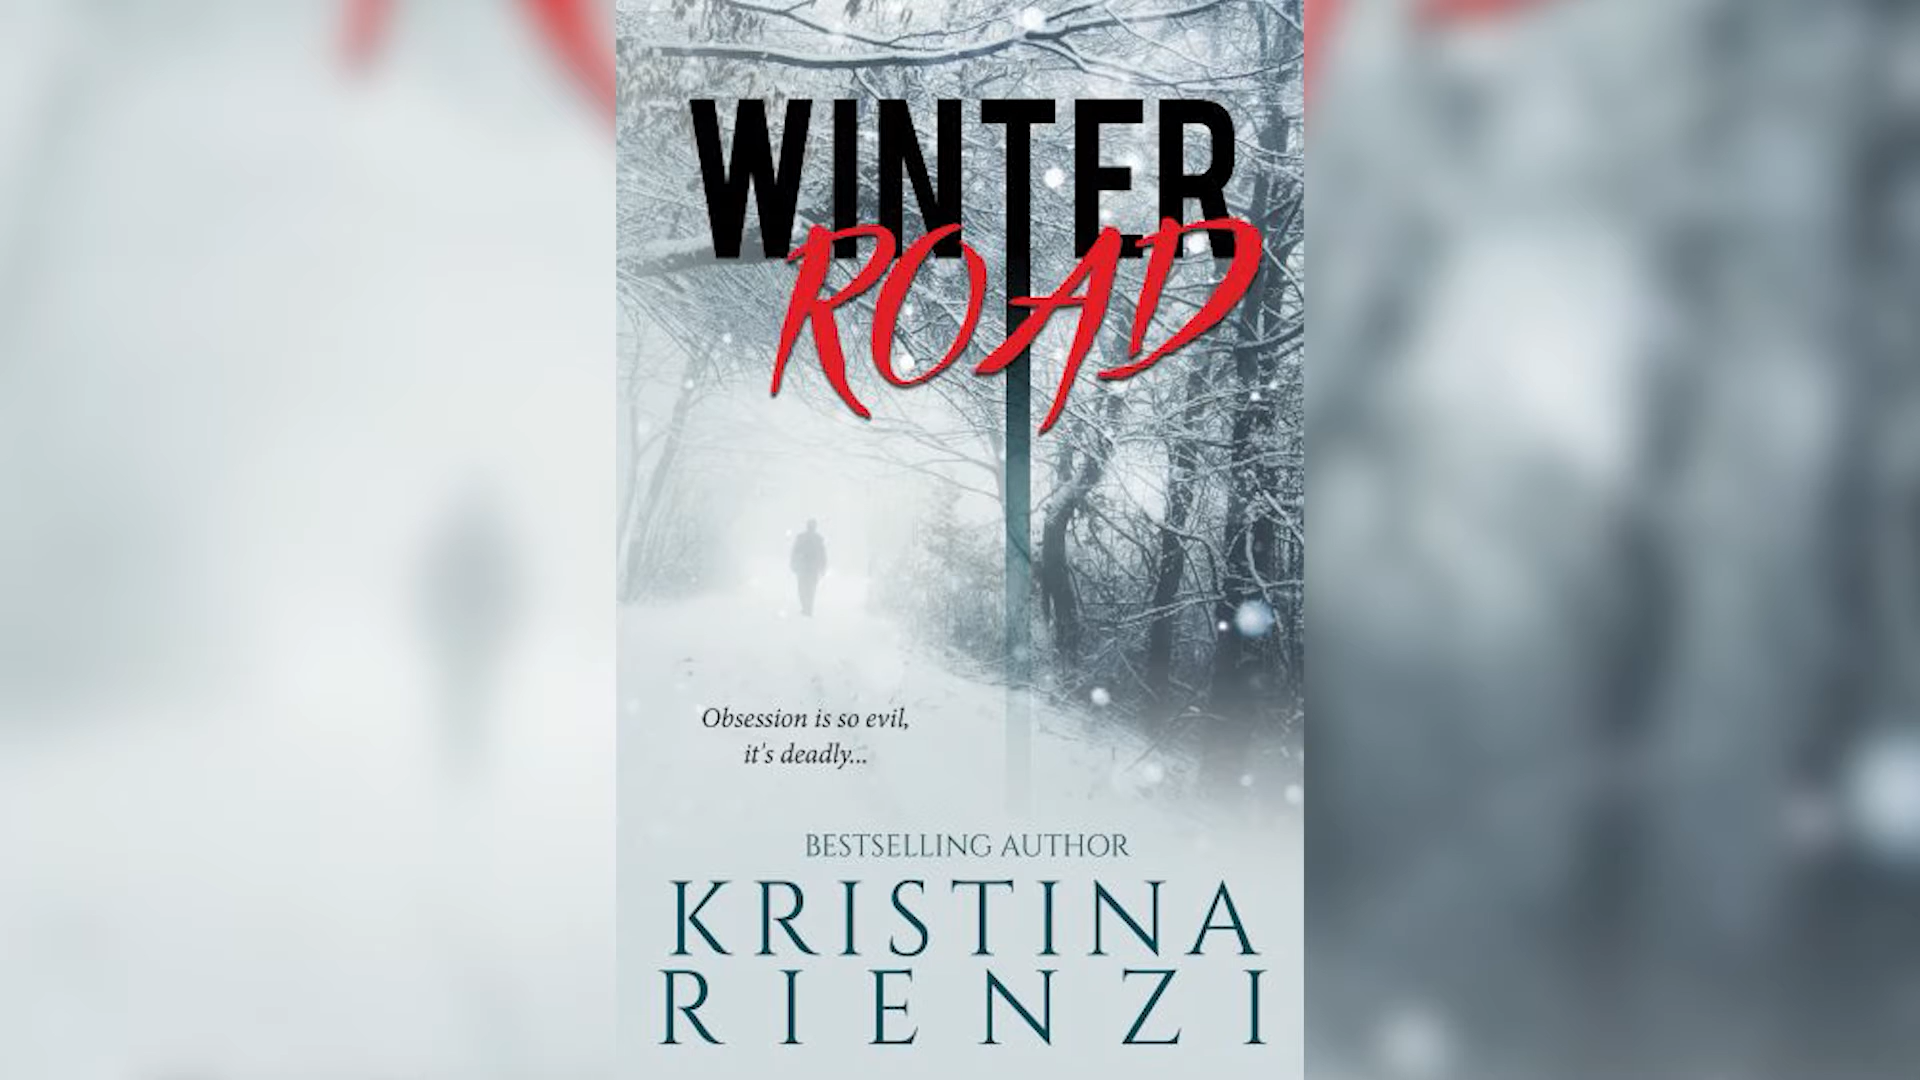 WINTER
ROAD
Obsession is so evil,
it's deadly...
BESTSELLING AUTHOR
KRISTINA
RIENZI